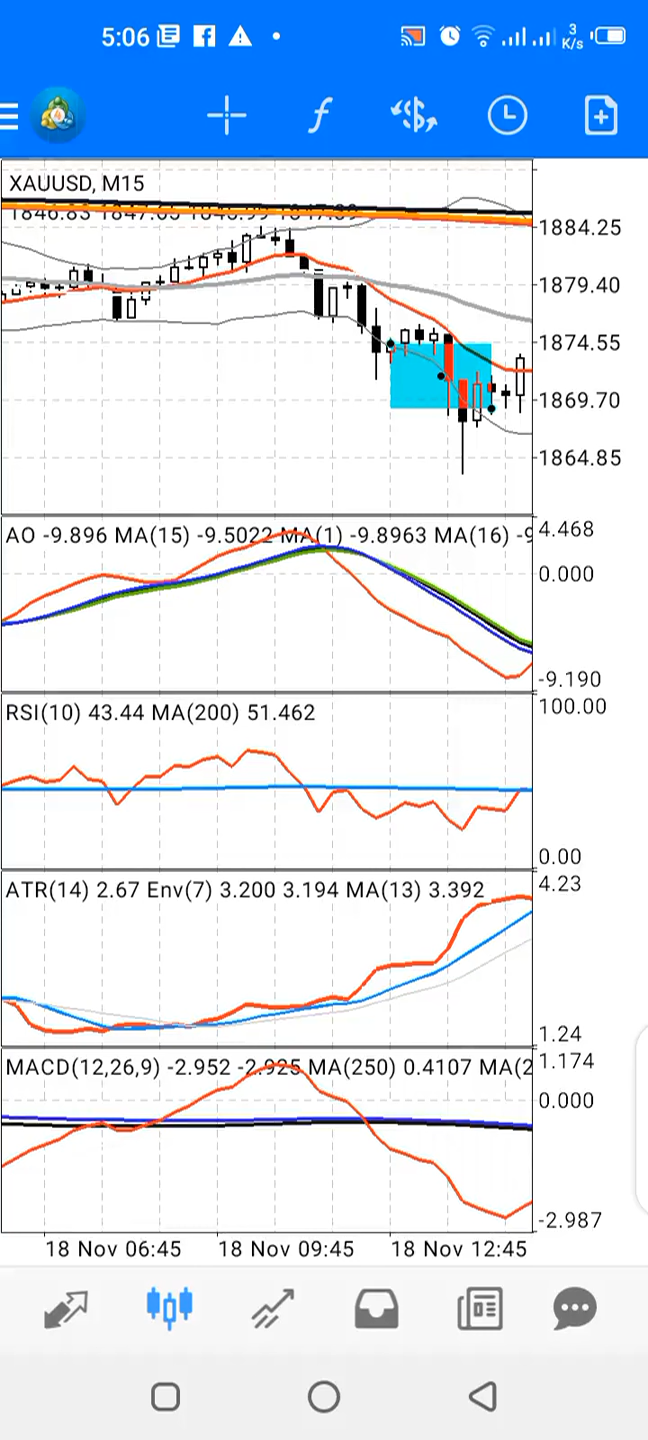 5:06
3
K/s
XAUUSD, M15
1884.25
1879.40
1874.55
1869.70
1864.85
AO -9.896 MA(15) -9.5022 MA(1) -9.8963 MA(16) -9
4.468
0.000
-9.190
RSI(10) 43.44 MA(200) 51.462
100.00
0.00
ATR(14) 2.67 Env(7) 3.200 3.194 MA(13) 3.392
4.23
1.24
MACD(12,26,9) -2.952 -2.925 MA(250) 0.4107 MA(2
1.174
0.000
-2.987
18 Nov 06:45 18 Nov 09:45 18 Nov 12:45